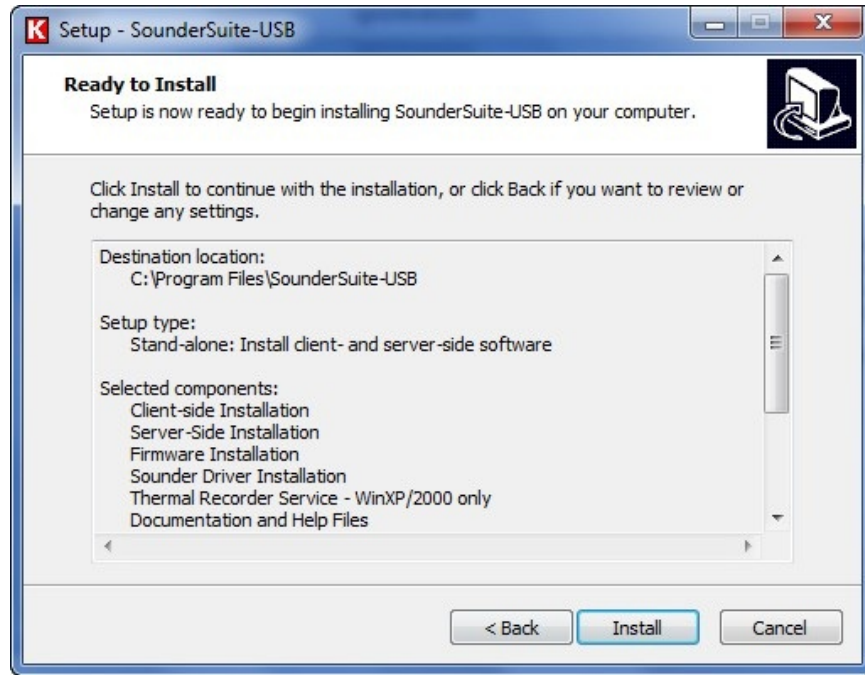 K Setup - SounderSuite-USB
Ready to Install
Setup is now ready to begin installing SounderSuite-USB on your computer.
Click Install to continue with the installation, or click Back if you want to review or
change any settings.
Destination location:
C:\Program Files\SounderSuite-USB
Setup type:
Stand-alone: Install client- and server-side software
Selected components:
Client-side Installation
Server-Side Installation
Firmware Installation
Sounder Driver Installation
Thermal Recorder Service - WinXP/2000 only
Documentation and Help Files
< Back Install Cancel